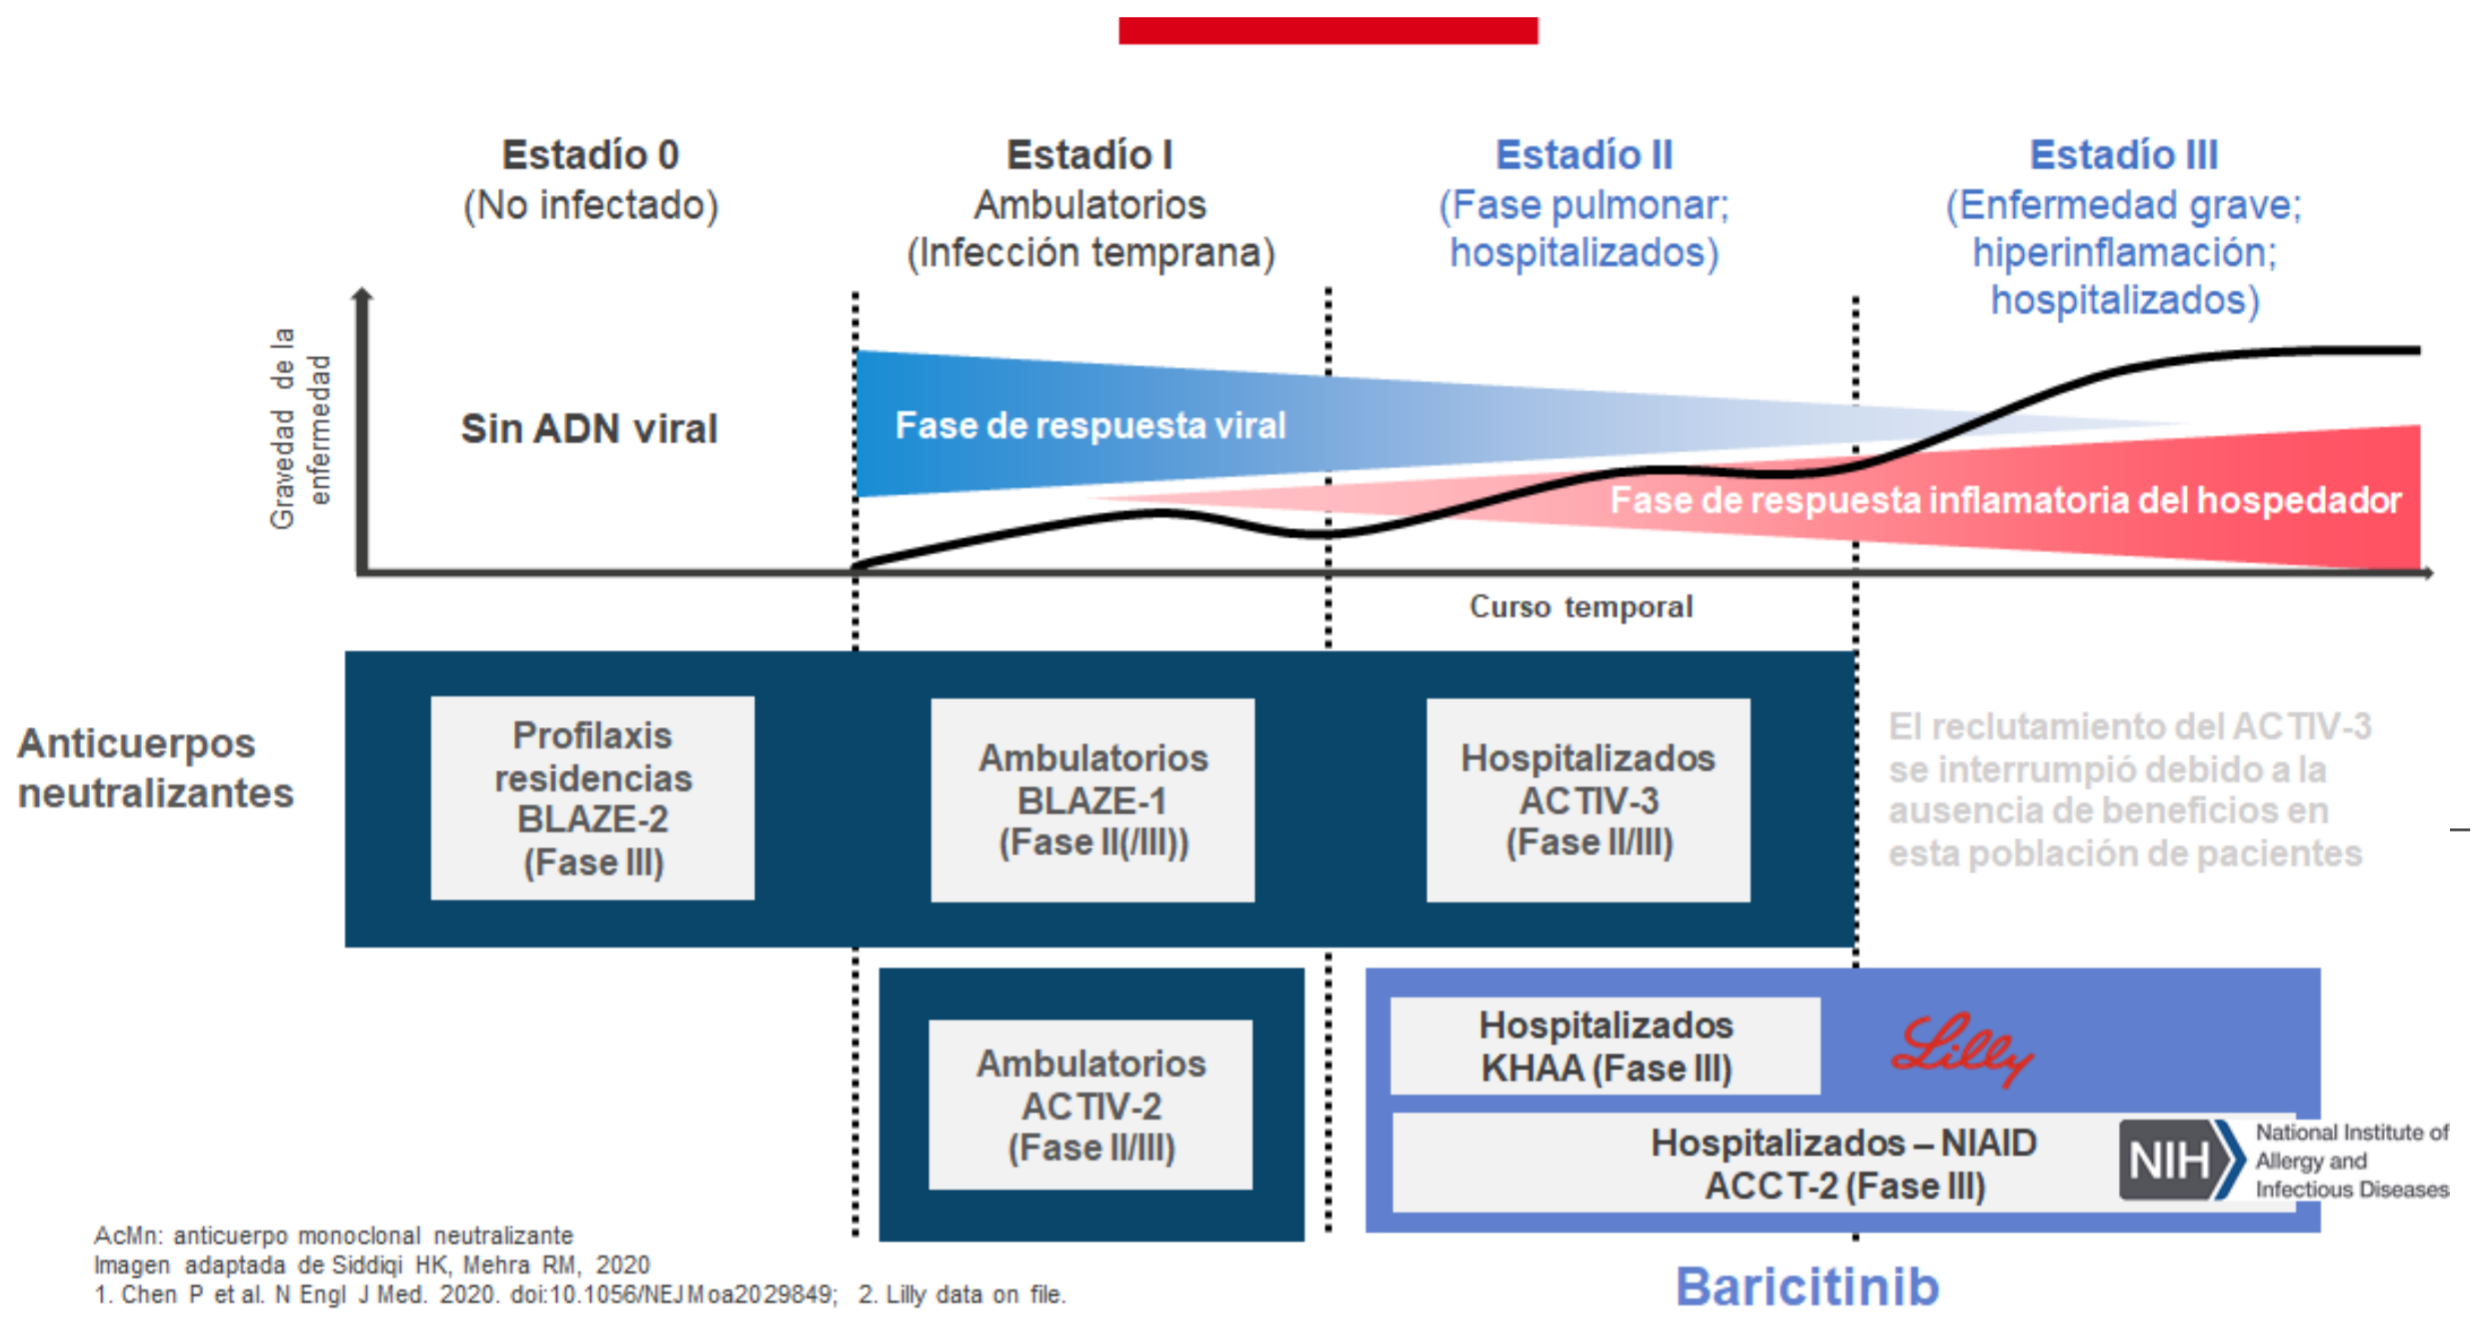 Estadío 0
(No infectado)
Estadío I
Ambulatorios
(Infección temprana)
Estadío II
(Fase pulmonar;
hospitalizados)
Estadío III
(Enfermedad grave;
hiperinflamación;
hospitalizados)
Gravedad de la
enfermedad
Sin ADN viral
Fase de respuesta viral
Fase de respuesta inflamatoria del hospedador
Curso temporal
Anticuerpos
neutralizantes
Profilaxis
residencias
BLAZE-2
(Fase III)
Ambulatorios
BLAZE-1
(Fase II(/III))
Hospitalizados
ACTIV-3
(Fase II/III)
El reclutamiento del ACTIV-3
se interrumpió debido a la
ausencia de beneficios en
esta población de pacientes
Ambulatorios
ACTIV-2
(Fase II/III)
Hospitalizados
KHAA (Fase III)
Lilly
Hospitalizados – NIAID
ACCT-2 (Fase III)
NIH
National Institute of
Allergy and
Infectious Diseases
Baricitinib
AcMn: anticuerpo monoclonal neutralizante
Imagen adaptada de Siddiqi HK, Mehra RM, 2020
1. Chen P et al. N Engl J Med. 2020. doi:10.1056/NEJMoa2029849; 2. Lilly data on file.